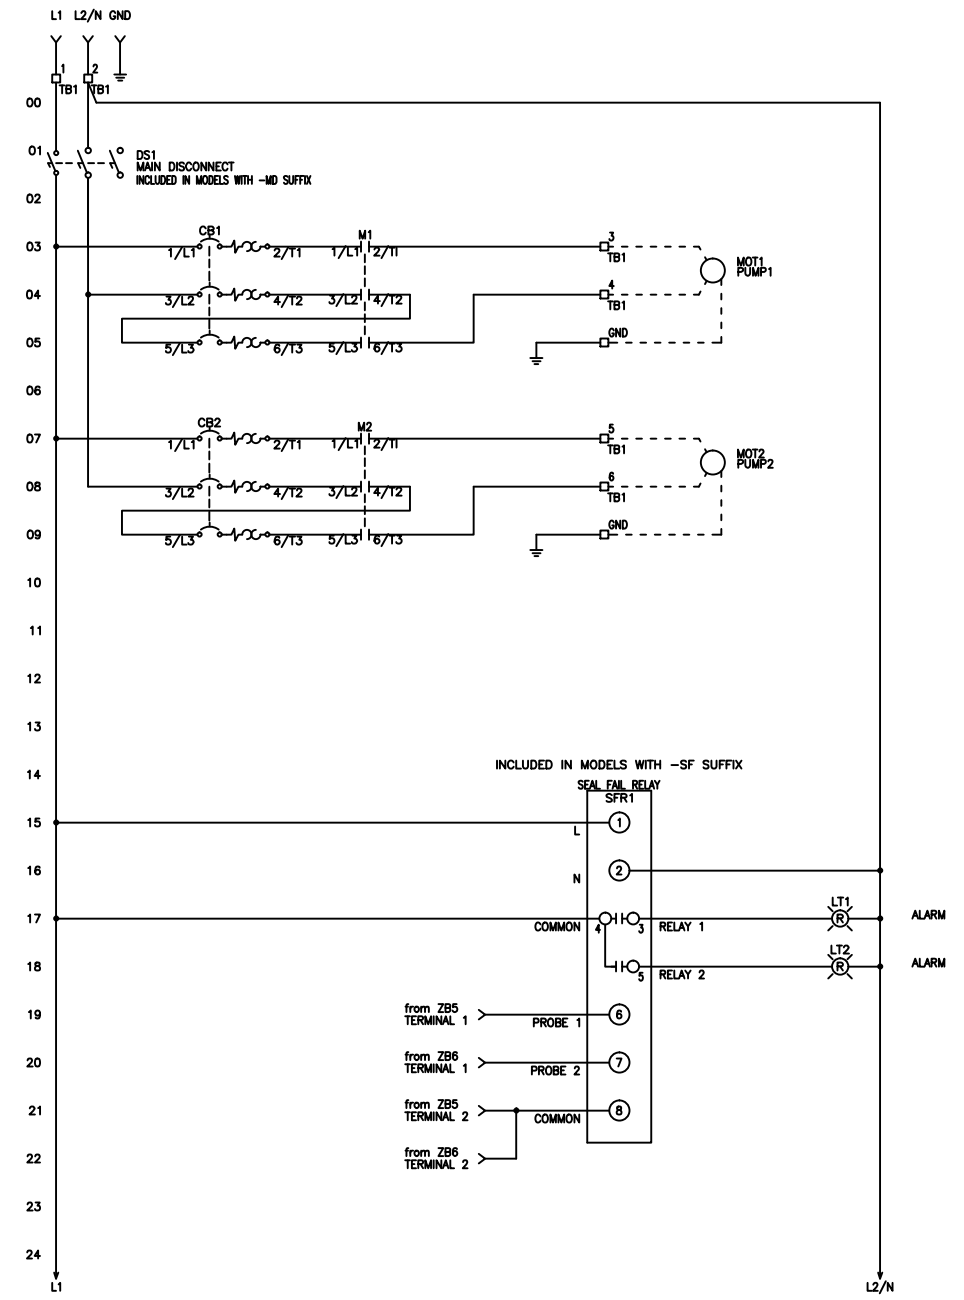 L1 L2/N GND
1 2
TB1 TB1
00
01 DS1
MAIN DISCONNECT
INCLUDED IN MODELS WITH -MD SUFFIX
02
CB1 M1
03 1/L1 2/T1 1/L1 2/TI 3
TB1
MOT1
PUMP1
04 3/L2 4/T2 3/L2 4/T2 4
TB1
05 5/L3 6/T3 5/L3 6/T3 GND
06
CB2 M2
07 1/L1 2/T1 1/L1 2/TI 5
TB1
MOT2
PUMP2
08 3/L2 4/T2 3/L2 4/T2 6
TB1
09 5/L3 6/T3 5/L3 6/T3 GND
10
11
12
13
INCLUDED IN MODELS WITH -SF SUFFIX
14
SEAL FAIL RELAY
SFR1
15 L 1
16 N 2
LT1
17 COMMON 4 3 RELAY 1 R ALARM
LT2
18 5 RELAY 2 R ALARM
19 from ZB5
TERMINAL 1 PROBE 1 6
20 from ZB6
TERMINAL 1 PROBE 2 7
21 from ZB5
TERMINAL 2 COMMON 8
22 from ZB6
TERMINAL 2
23
24
L1 L2/N